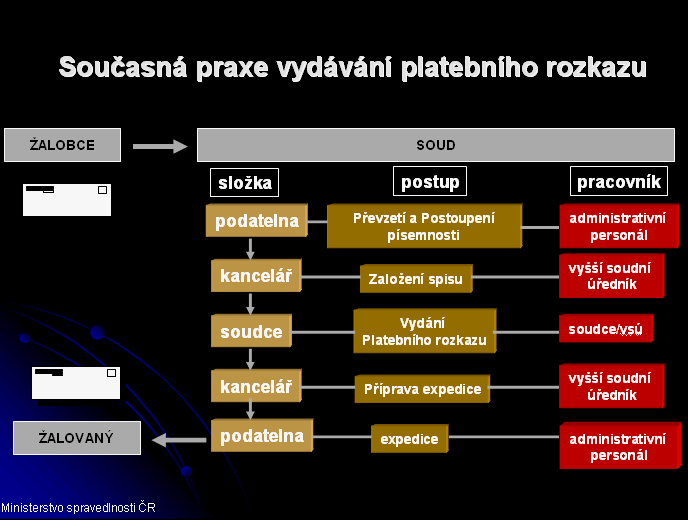 Současná praxe vydávání platebního rozkazu
ŽALOBCE
SOUD
složka
postup
pracovník
podatelna
Převzetí a Postoupení
písemnosti
administrativní
personál
kancelář
Založení spisu
vyšší soudní
úředník
soudce
Vydání
Platebního rozkazu
soudce/vsú
kancelář
Příprava expedice
vyšší soudní
úředník
ŽALOVANÝ
podatelna
expedice
administrativní
personál
Ministerstvo spravedlnosti ČR